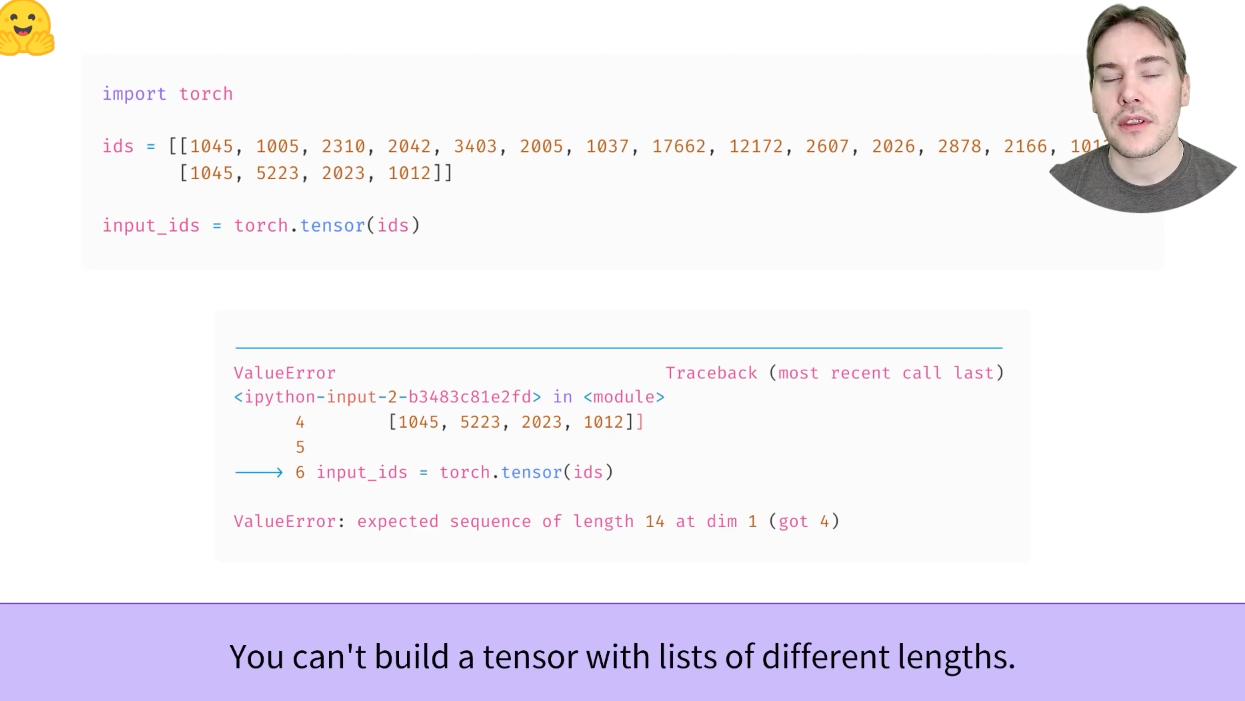 import torch
ids = [[1045, 1005, 2310, 2042, 3403, 2005, 1037, 17662, 12172, 2607, 2026, 2878, 2166,
[1045, 5223, 2023, 1012]]
input_ids = torch.tensor(ids)
ValueError Traceback (most recent call last)
<ipython-input-2-b3483c81e2fd> in <module>
4 [1045, 5223, 2023, 1012]]
5
⟶ 6 input_ids = torch.tensor(ids)
ValueError: expected sequence of length 14 at dim 1 (got 4)
You can't build a tensor with lists of different lengths.